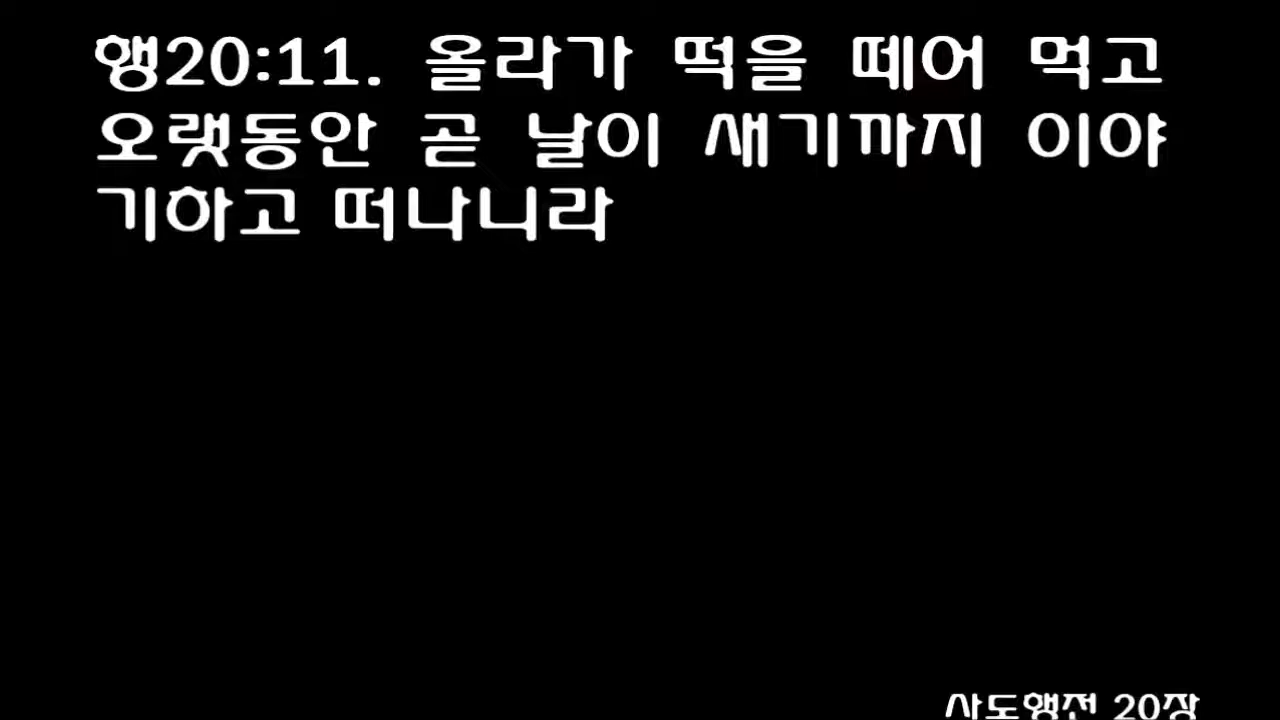 행20:11. 올라가 떡을 떼어 먹고
오랫동안 곧 날이 새기까지 이야
기하고 떠나니라
사도행전 20장